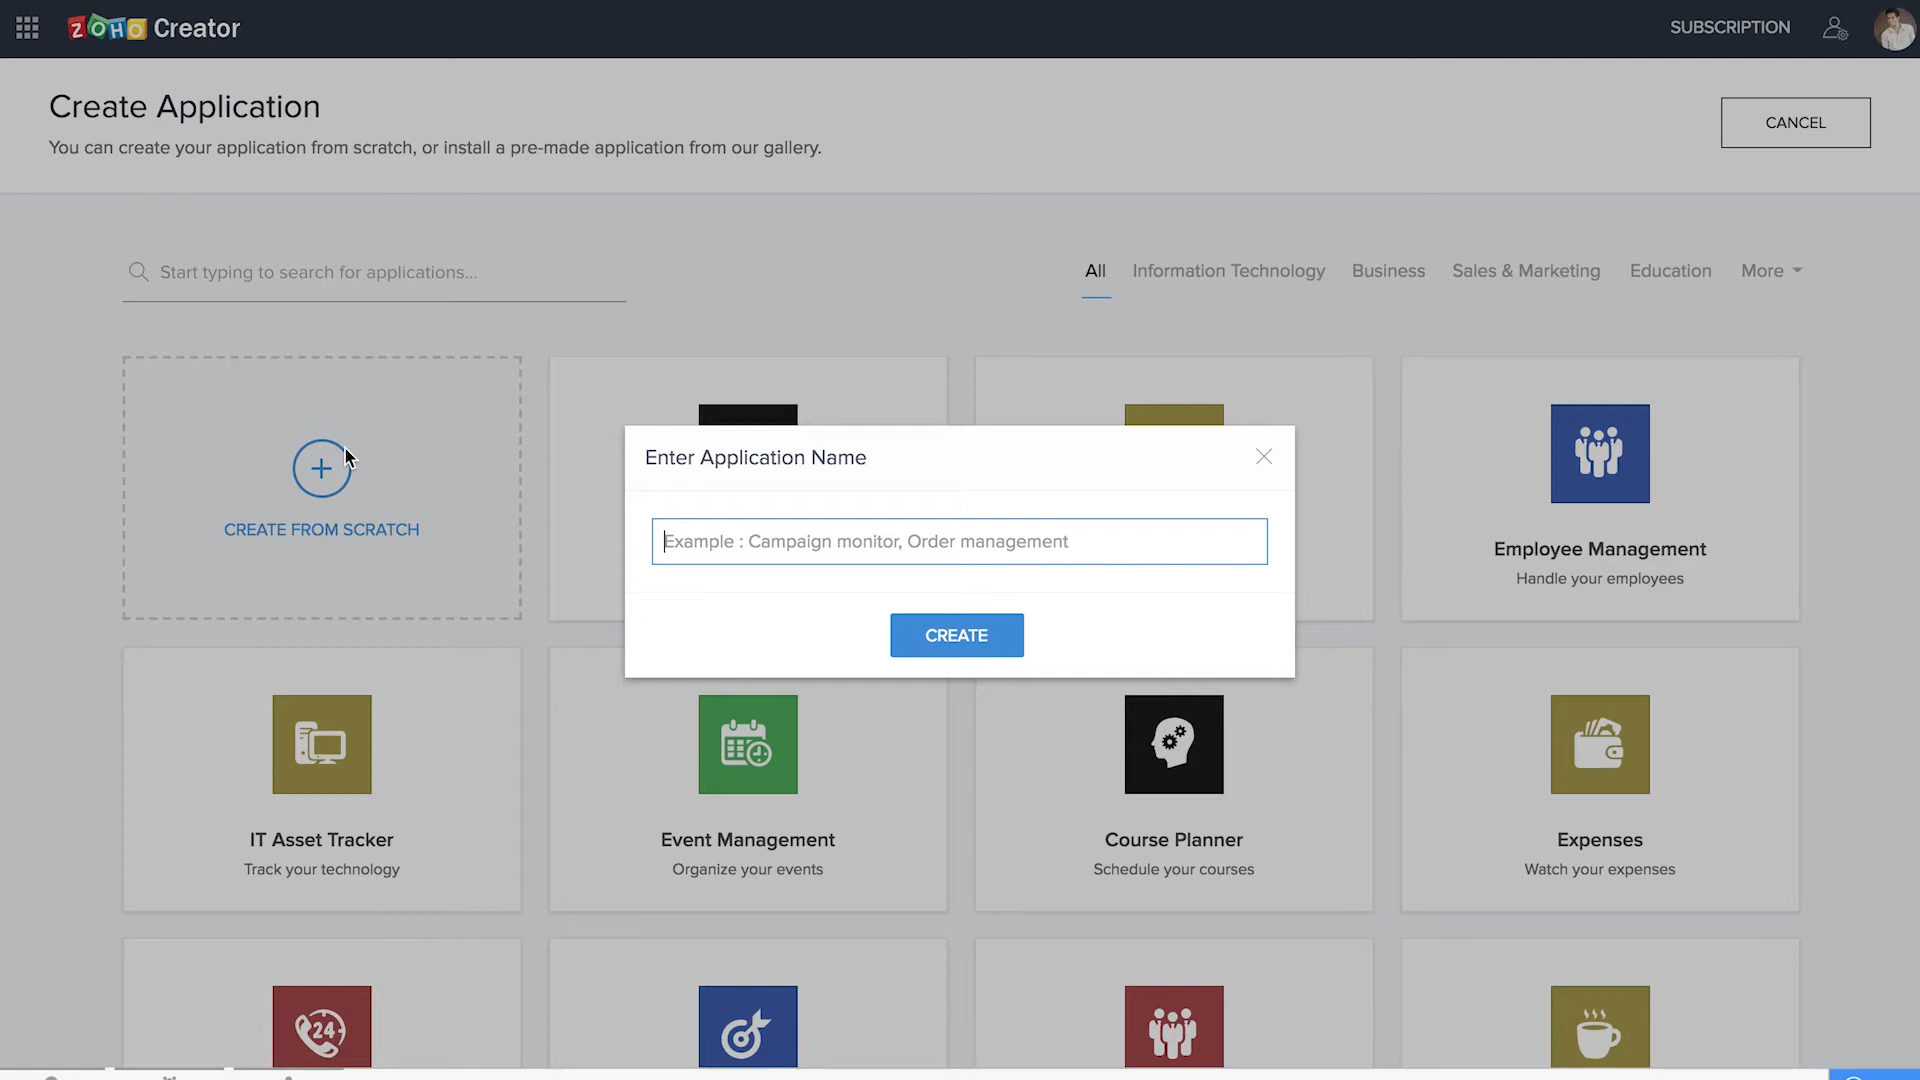 ZOHO Creator
SUBSCRIPTION
Create Application
You can create your application from scratch, or install a pre-made application from our gallery.
CANCEL
Start typing to search for applications...
All Information Technology Business Sales & Marketing Education More
CREATE FROM SCRATCH
Enter Application Name
Example : Campaign monitor, Order management
CREATE
Employee Management
Handle your employees
IT Asset Tracker
Track your technology
Event Management
Organize your events
Course Planner
Schedule your courses
Expenses
Watch your expenses
24